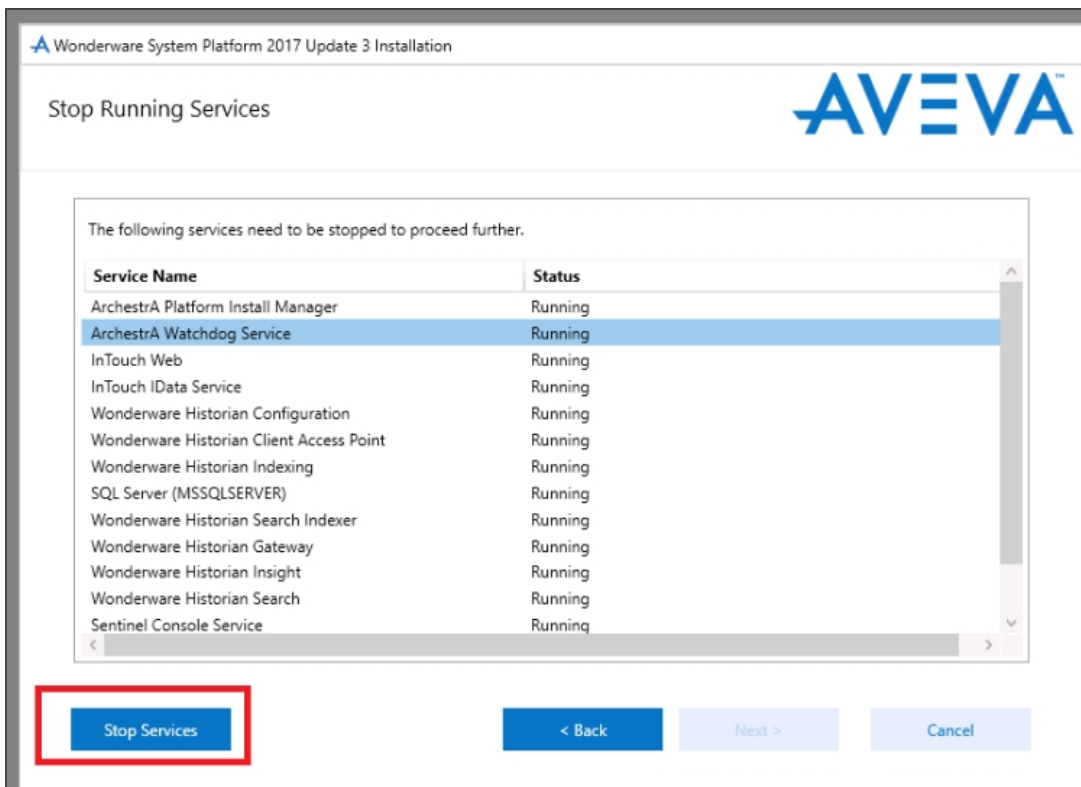 Wonderware System Platform 2017 Update 3 Installation
Stop Running Services
AVEVA™
The following services need to be stopped to proceed further.
Service Name Status
ArchestrA Platform Install Manager Running
ArchestrA Watchdog Service Running
InTouch Web Running
InTouch IData Service Running
Wonderware Historian Configuration Running
Wonderware Historian Client Access Point Running
Wonderware Historian Indexing Running
SQL Server (MSSQLSERVER) Running
Wonderware Historian Search Indexer Running
Wonderware Historian Gateway Running
Wonderware Historian Insight Running
Wonderware Historian Search Running
Sentinel Console Service Running
Stop Services < Back Next > Cancel